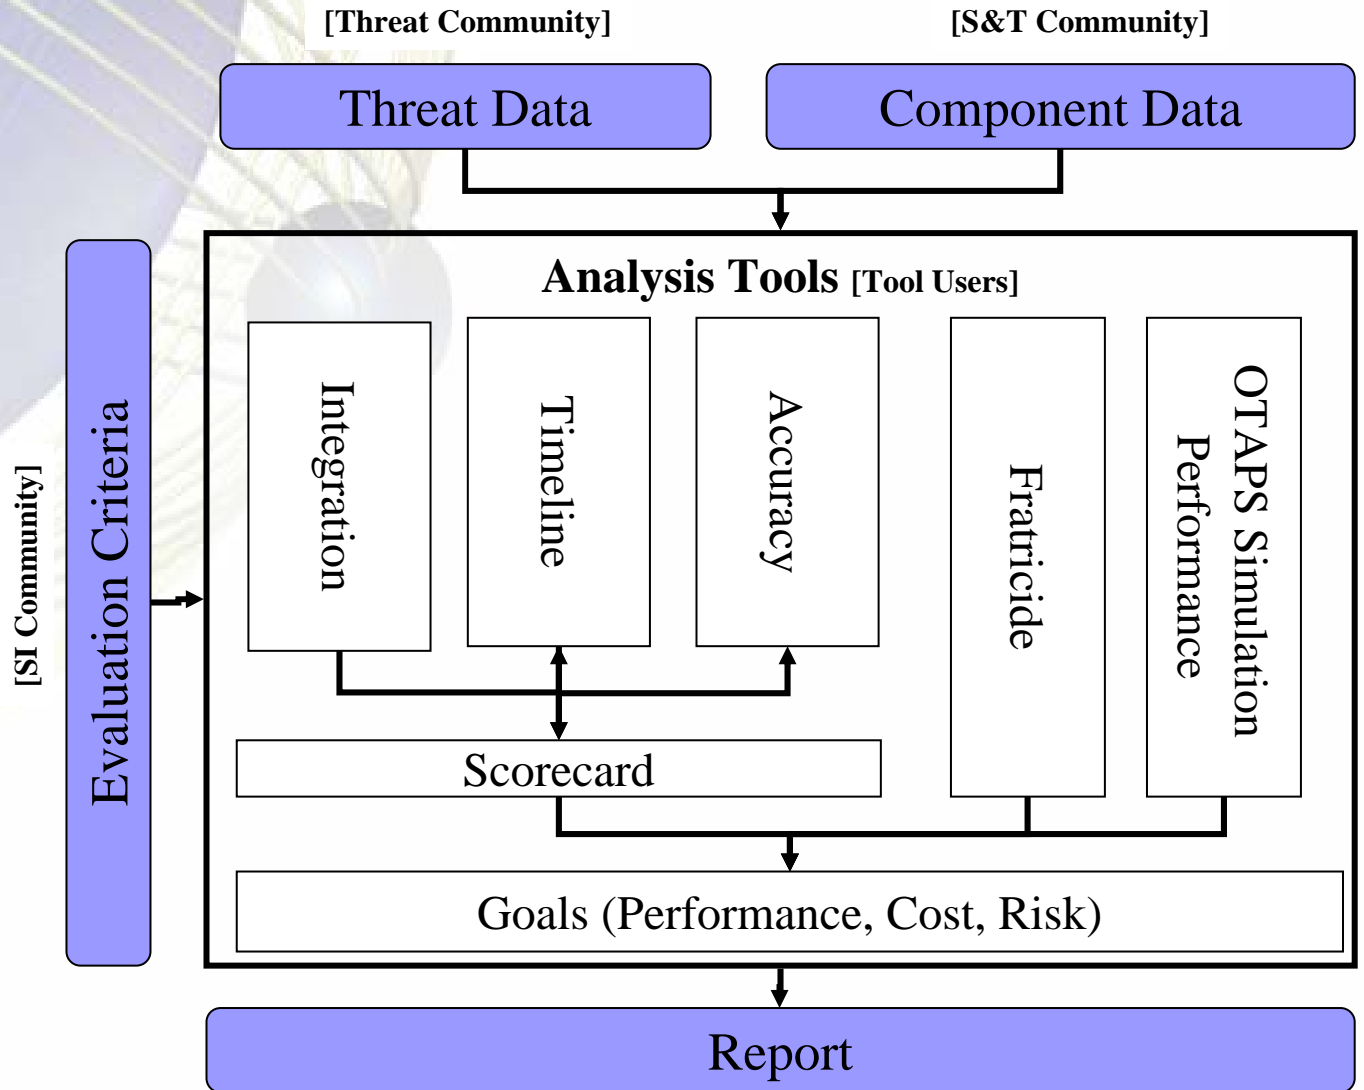 [Threat Community]
[S&T Community]
Threat Data
Component Data
[SI Community]
Evaluation Criteria
Analysis Tools [Tool Users]
Integration
Timeline
Accuracy
Fratricide
OTAPS Simulation
Performance
Scorecard
Goals (Performance, Cost, Risk)
Report